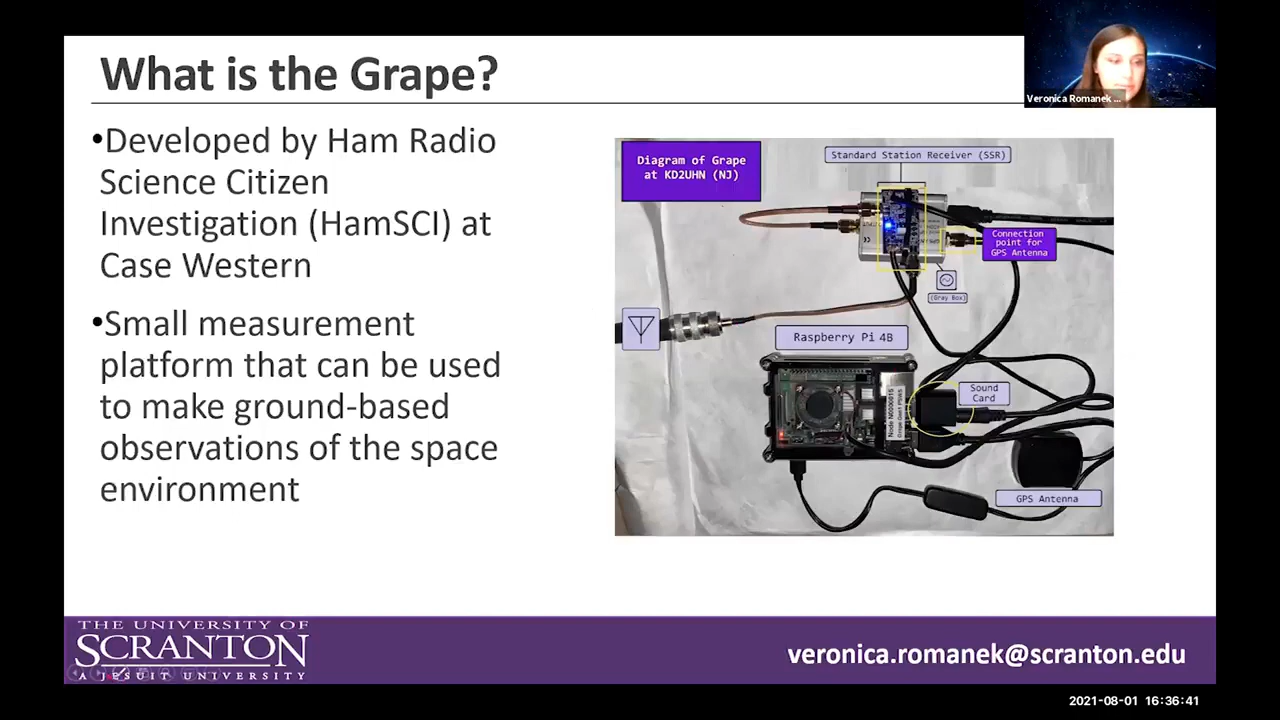 What is the Grape?
Veronica Romanek ...
•Developed by Ham Radio
Science Citizen
Investigation (HamSCI) at
Case Western
•Small measurement
platform that can be used
to make ground-based
observations of the space
environment
Diagram of Grape
at KD2UHN (NJ)
Standard Station Receiver (SSR)
Connection
point for
GPS Antenna
(Gray Box)
Raspberry Pi 4B
Node N0000015
Sound
Card
GPS Antenna
THE UNIVERSITY OF
SCRANTON
A JESUIT UNIVERSITY
veronica.romanek@scranton.edu
2021-08-01 16:36:41